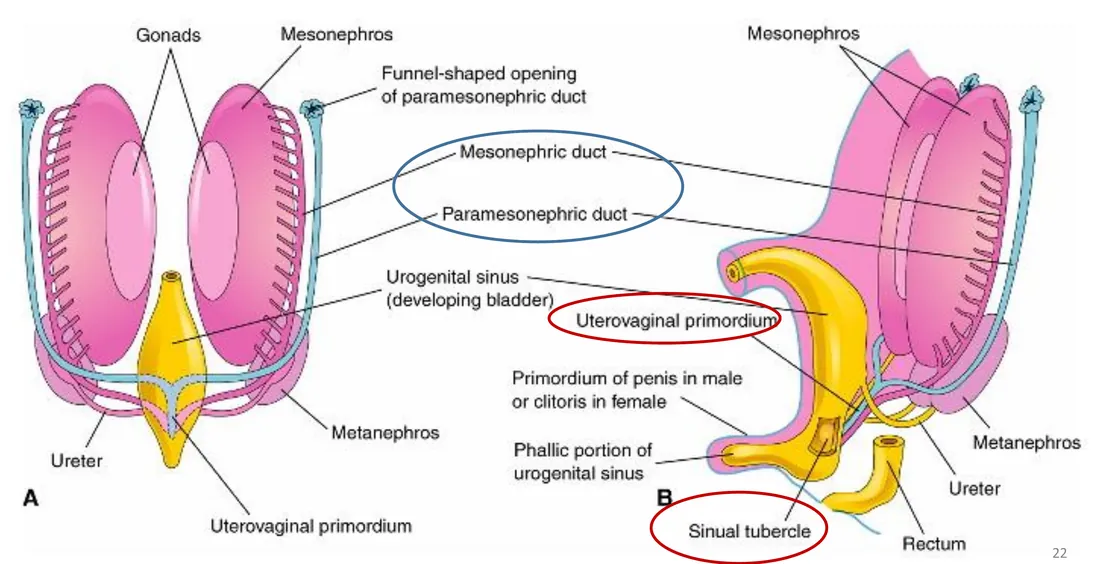 Gonads
Mesonephros
Mesonephros
Funnel-shaped opening
of paramesonephric duct
Mesonephric duct
Paramesonephric duct
Urogenital sinus
(developing bladder)
Uterovaginal primordium
Primordium of penis in male
or clitoris in female
Metanephros
Metanephros
Phallic portion of
urogenital sinus
Ureter
Ureter
A
B
Uterovaginal primordium
Sinual tubercle
Rectum
22